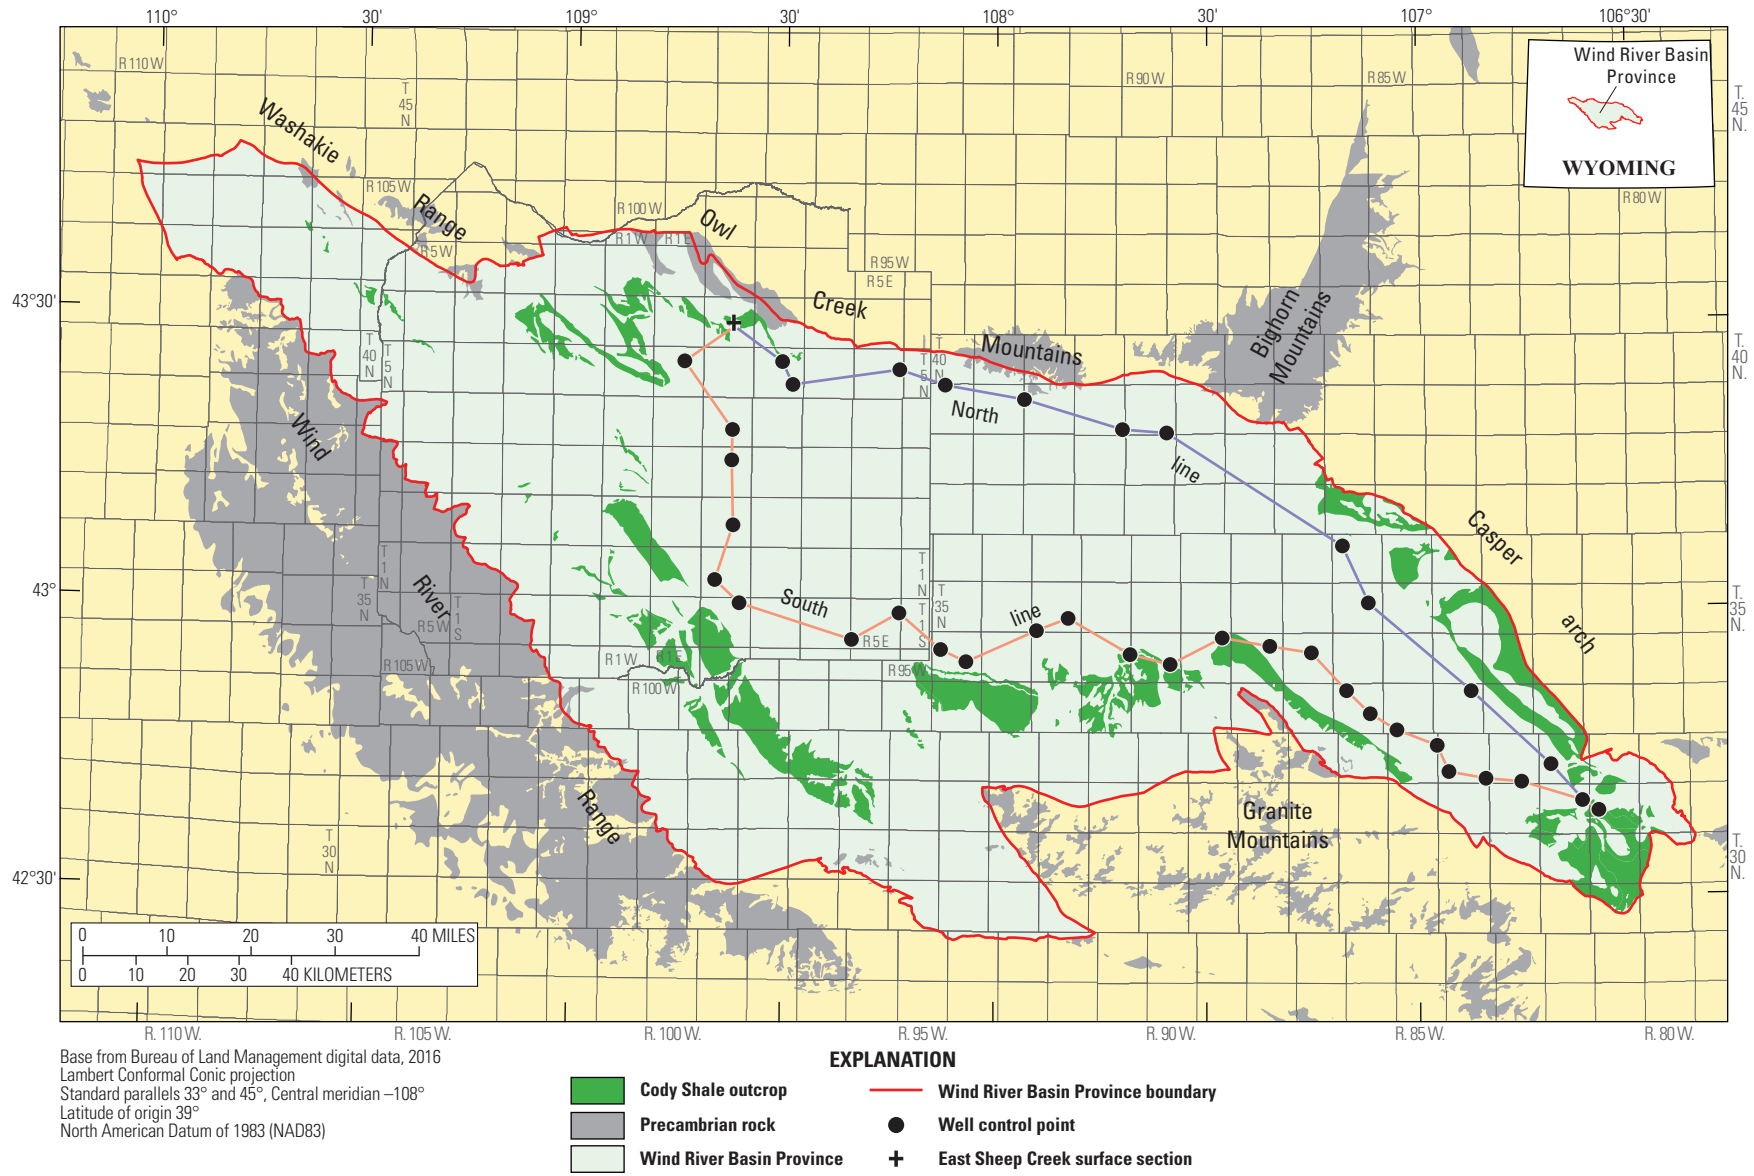 110°
30'
109°
30'
108°
30'
107°
106°30'
R 110 W
T
45
N
R 90 W
R 85 W
Wind River Basin
Province
WYOMING
T.
45
N.
Washakie
Range
R 105 W
R 5 W
R 100 W
R 1 W
R 1 E
Owl
Creek
Mountains
R 95 W
R 5 E
R 80 W
Bighorn
Mountains
43°30'
T
40
N
T
5
N
T
5
N
T
40
N
T.
40
N.
North
line
Wind
River
Range
Casper
arch
43°
T
1
N
T
35
N
T
1
S
R 5 W
R 105 W
South
line
T
1
N
T
1
S
T
35
N
R 5 E
T.
35
N.
R 1 W
R 1 E
R 100 W
R 95 W
Granite
Mountains
T
30
N
T.
30
N.
42°30'
0 10 20 30 40 MILES
0 10 20 30 40 KILOMETERS
R. 110 W.
R. 105 W.
R. 100 W.
R. 95 W.
R. 90 W.
R. 85 W.
R. 80 W.
Base from Bureau of Land Management digital data, 2016
Lambert Conformal Conic projection
Standard parallels 33° and 45°, Central meridian –108°
Latitude of origin 39°
North American Datum of 1983 (NAD83)
EXPLANATION
Cody Shale outcrop
Precambrian rock
Wind River Basin Province
Wind River Basin Province boundary
Well control point
East Sheep Creek surface section